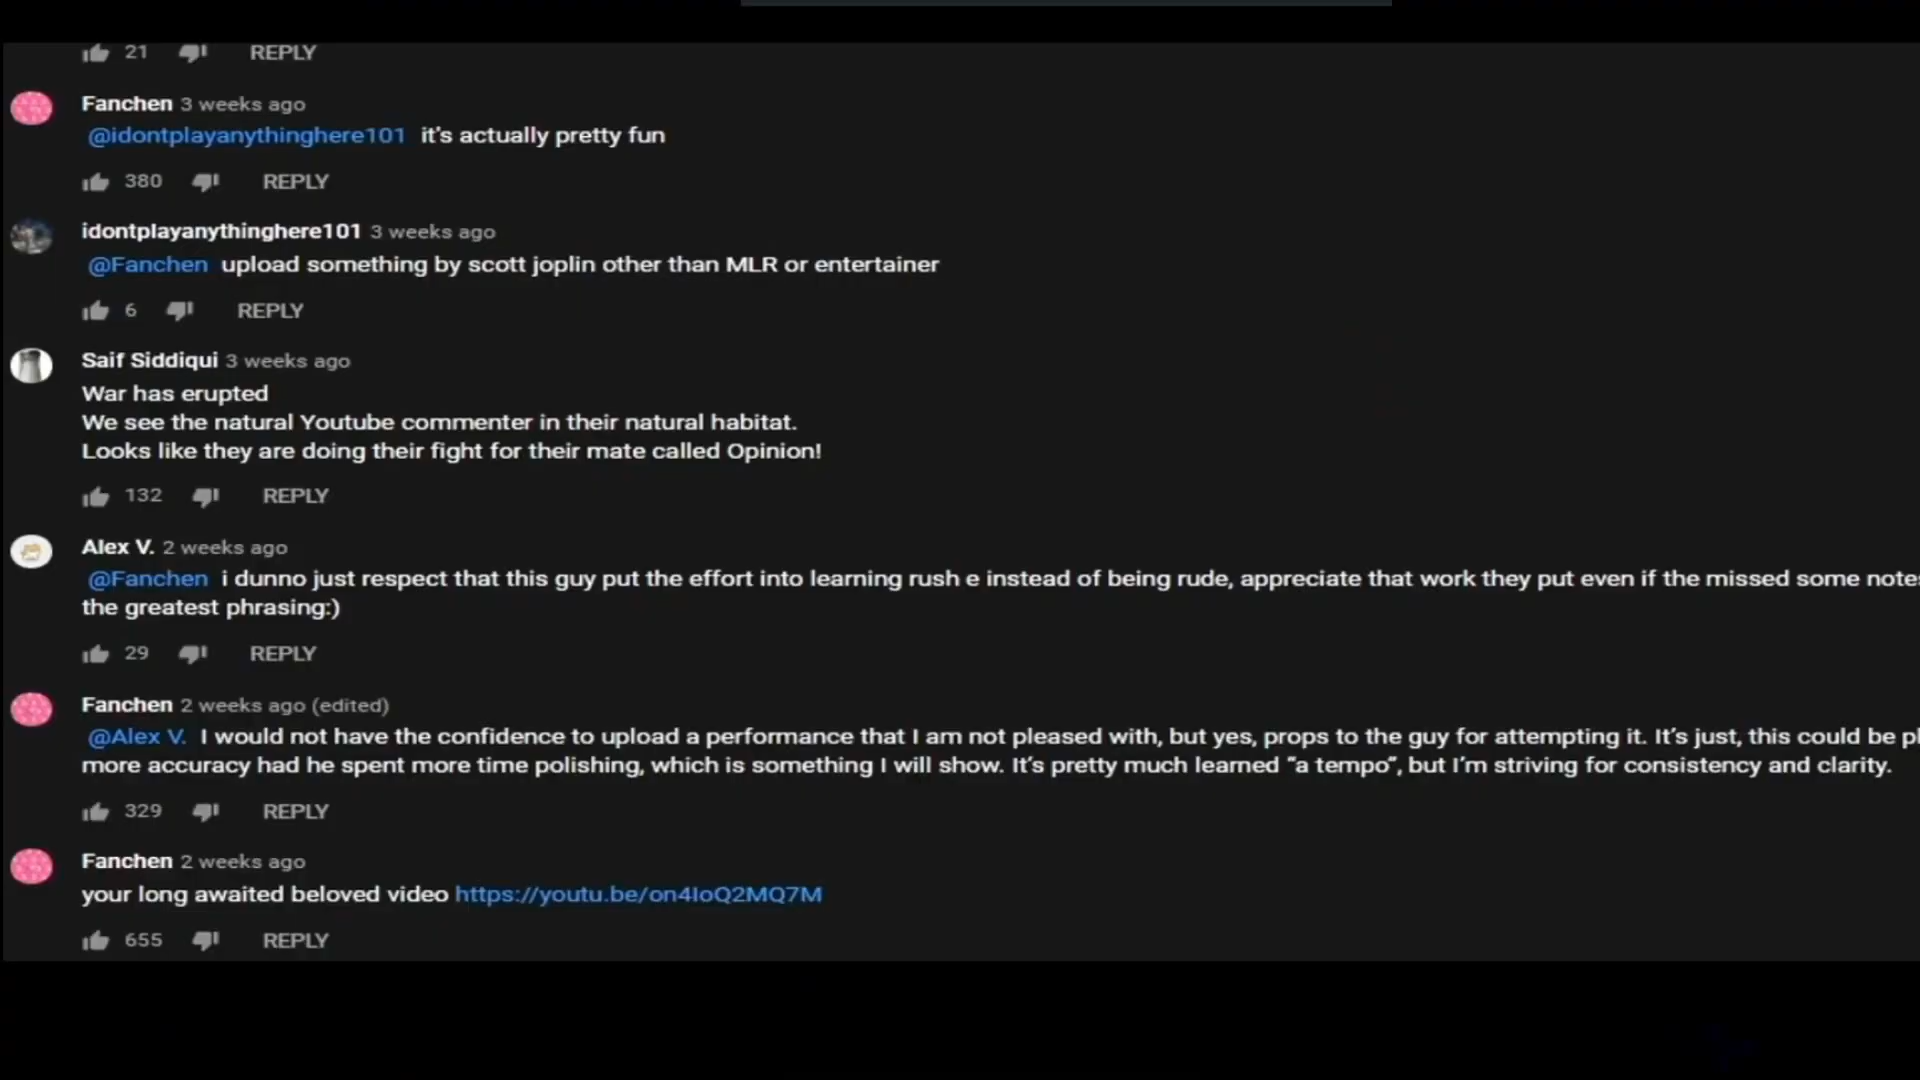 21 REPLY
Fanchen 3 weeks ago
@idontplayanythinghere101 it's actually pretty fun
380 REPLY
idontplayanythinghere101 3 weeks ago
@Fanchen upload something by scott joplin other than MLR or entertainer
6 REPLY
Saif Siddiqui 3 weeks ago
War has erupted
We see the natural Youtube commenter in their natural habitat.
Looks like they are doing their fight for their mate called Opinion!
132 REPLY
Alex V. 2 weeks ago
@Fanchen i dunno just respect that this guy put the effort into learning rush e instead of being rude, appreciate that work they put even if the missed some
the greatest phrasing:)
29 REPLY
Fanchen 2 weeks ago (edited)
@Alex V. I would not have the confidence to upload a performance that I am not pleased with, but yes, props to the guy for attempting it. It's just, this could be
more accuracy had he spent more time polishing, which is something I will show. It's pretty much learned “a tempo”, but I'm striving for consistency and clarity.
329 REPLY
Fanchen 2 weeks ago
your long awaited beloved video https://youtu.be/on4IoQ2MQ7M
655 REPLY